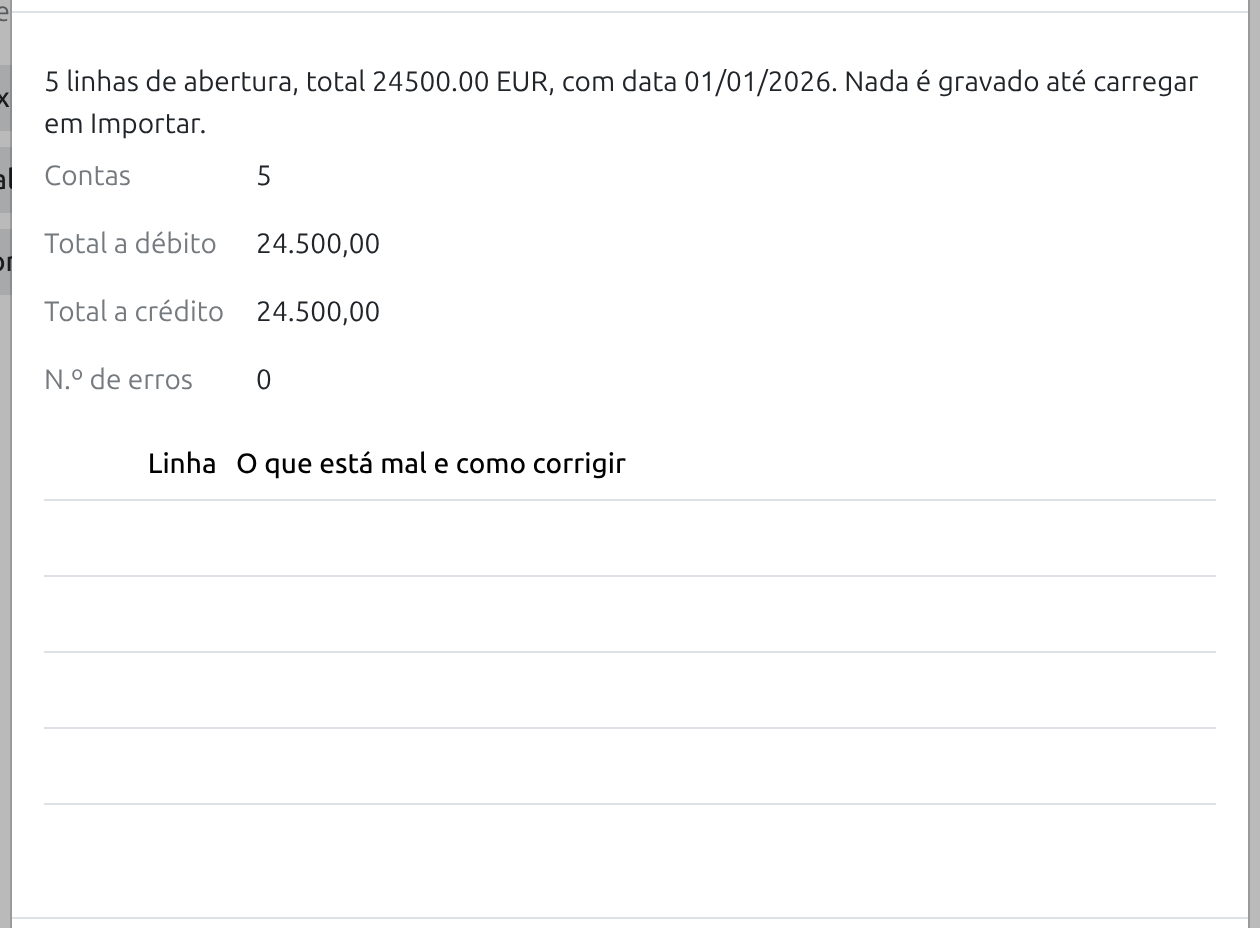 5 linhas de abertura, total 24500.00 EUR, com data 01/01/2026. Nada é gravado até carregar
em Importar.
Contas 5
Total a débito 24.500,00
Total a crédito 24.500,00
N.º de erros 0
Linha O que está mal e como corrigir